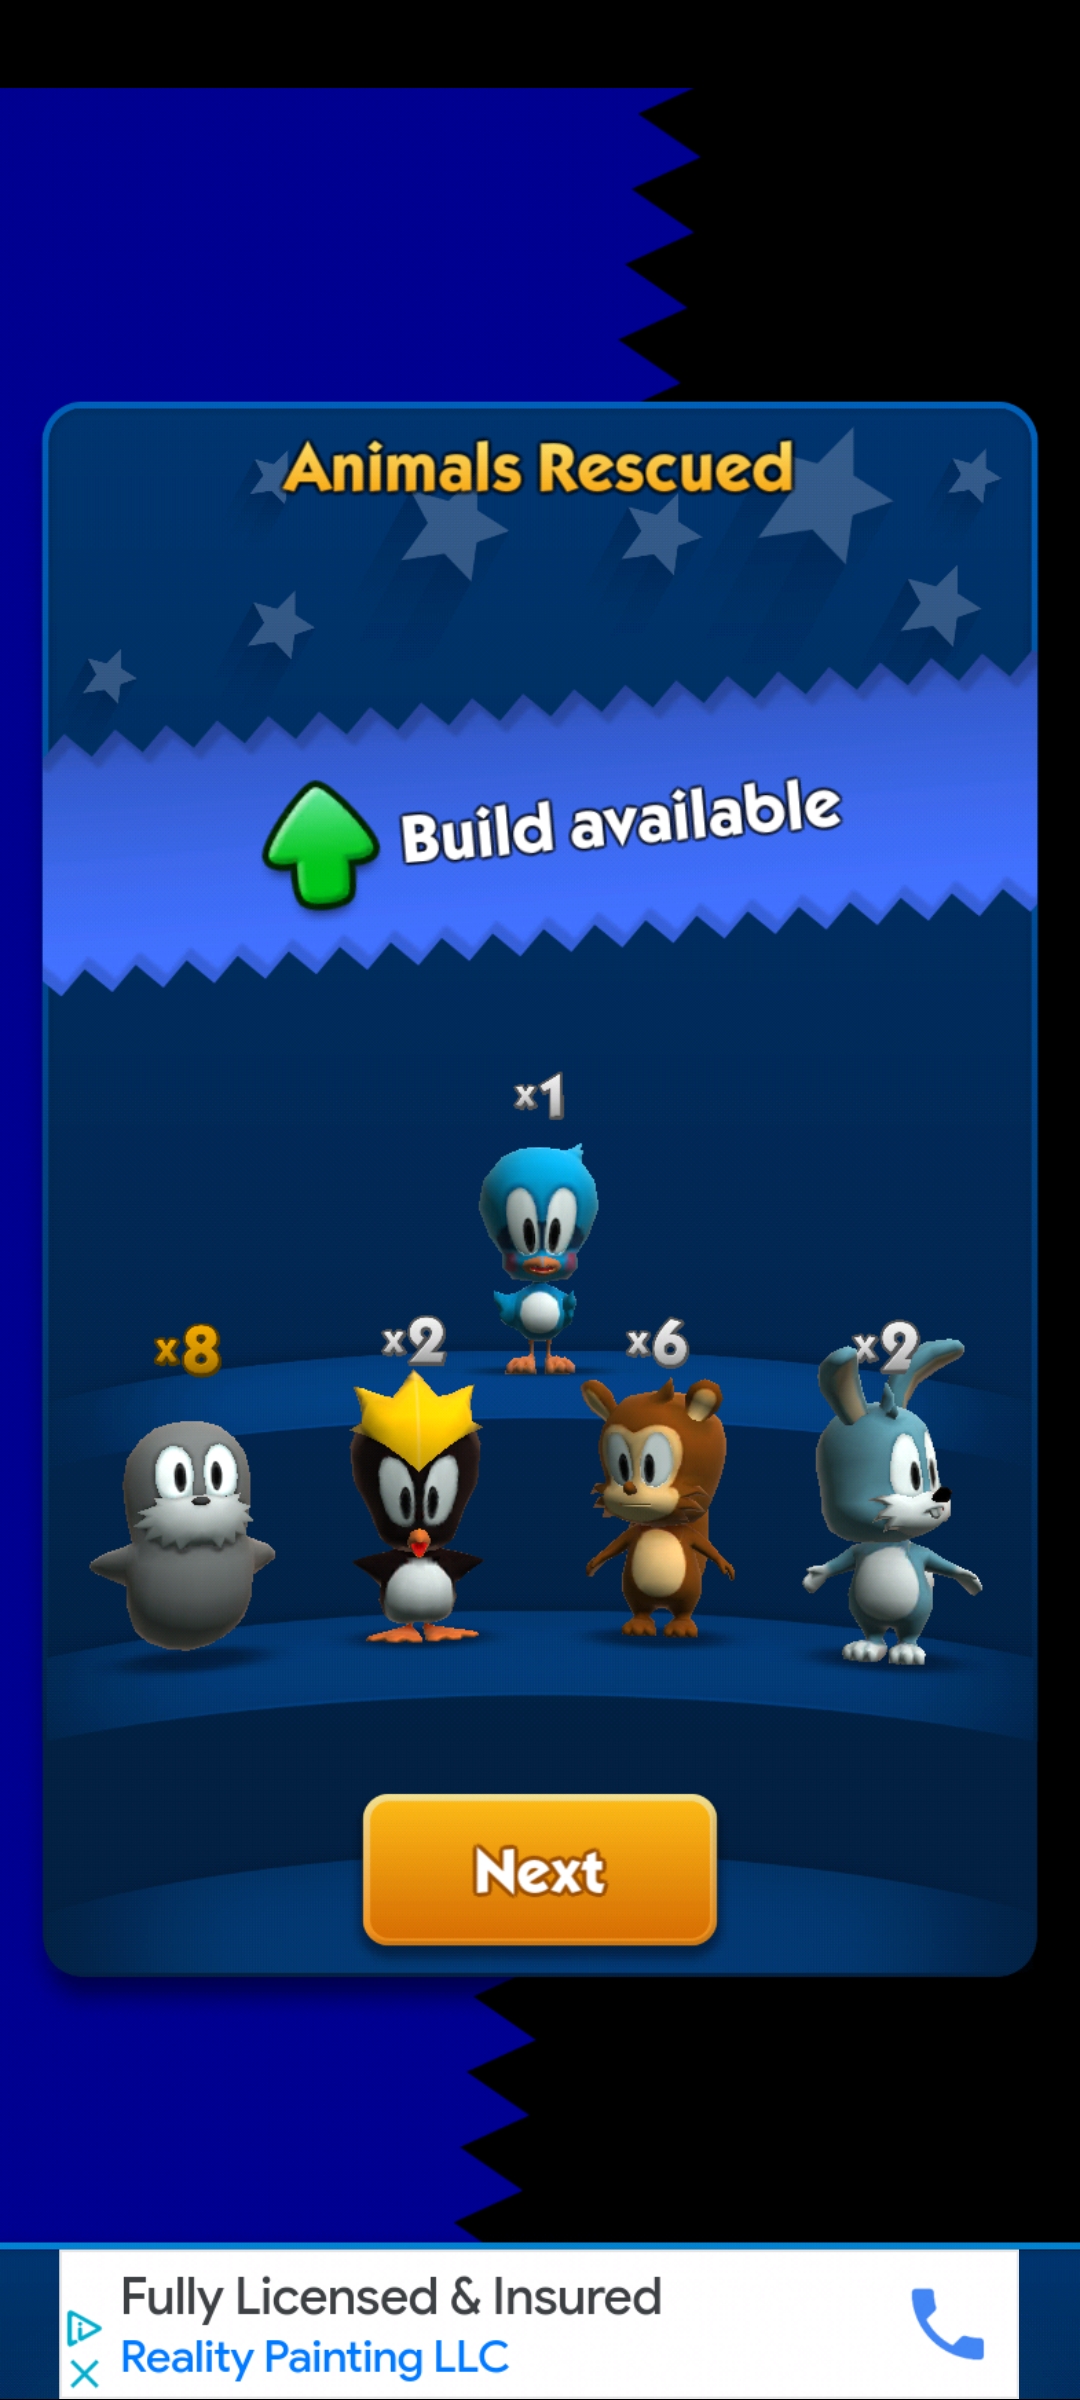 Animals Rescued
Build available
x1
x8
x2
x6
x2
Next
Fully Licensed & Insured
Reality Painting LLC